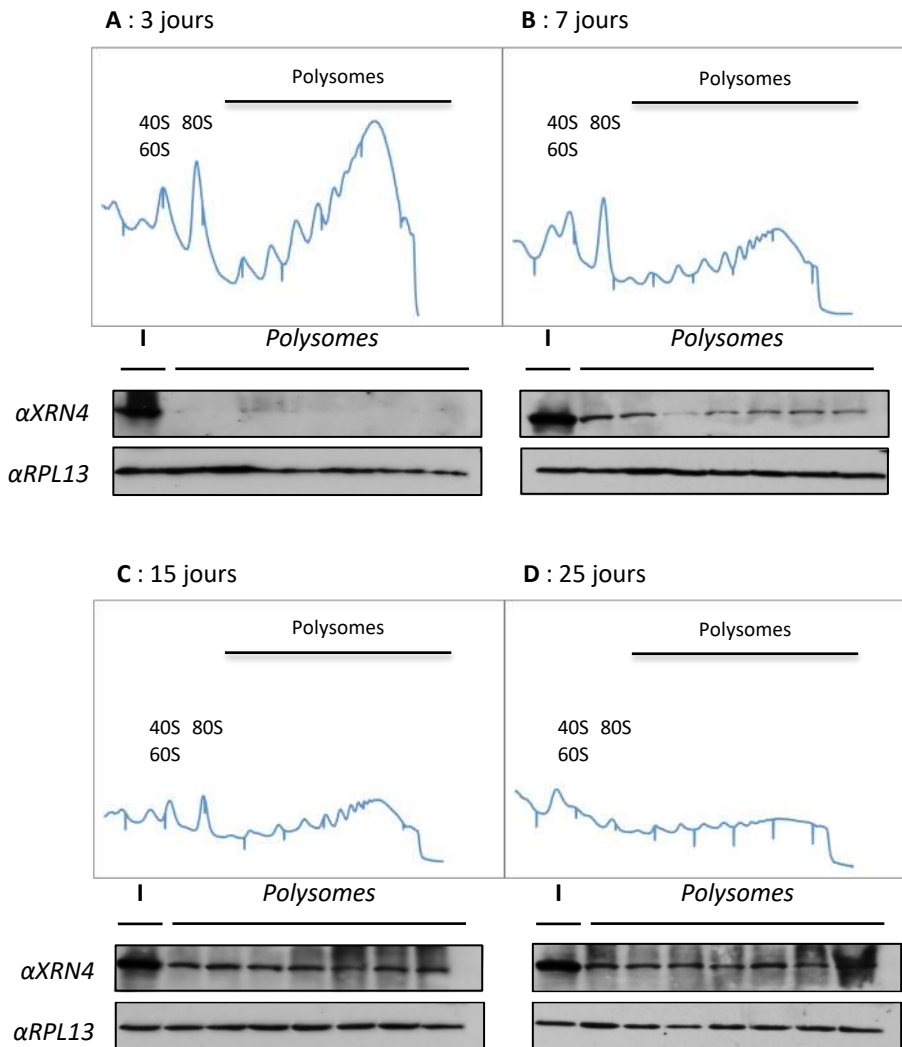 A : 3 jours
B : 7 jours
Polysomes
Polysomes
40S 80S
60S
40S 80S
60S
I
Polysomes
I
Polysomes
αXRN4
αRPL13
C : 15 jours
D : 25 jours
Polysomes
Polysomes
40S 80S
60S
40S 80S
60S
I
Polysomes
I
Polysomes
αXRN4
αRPL13